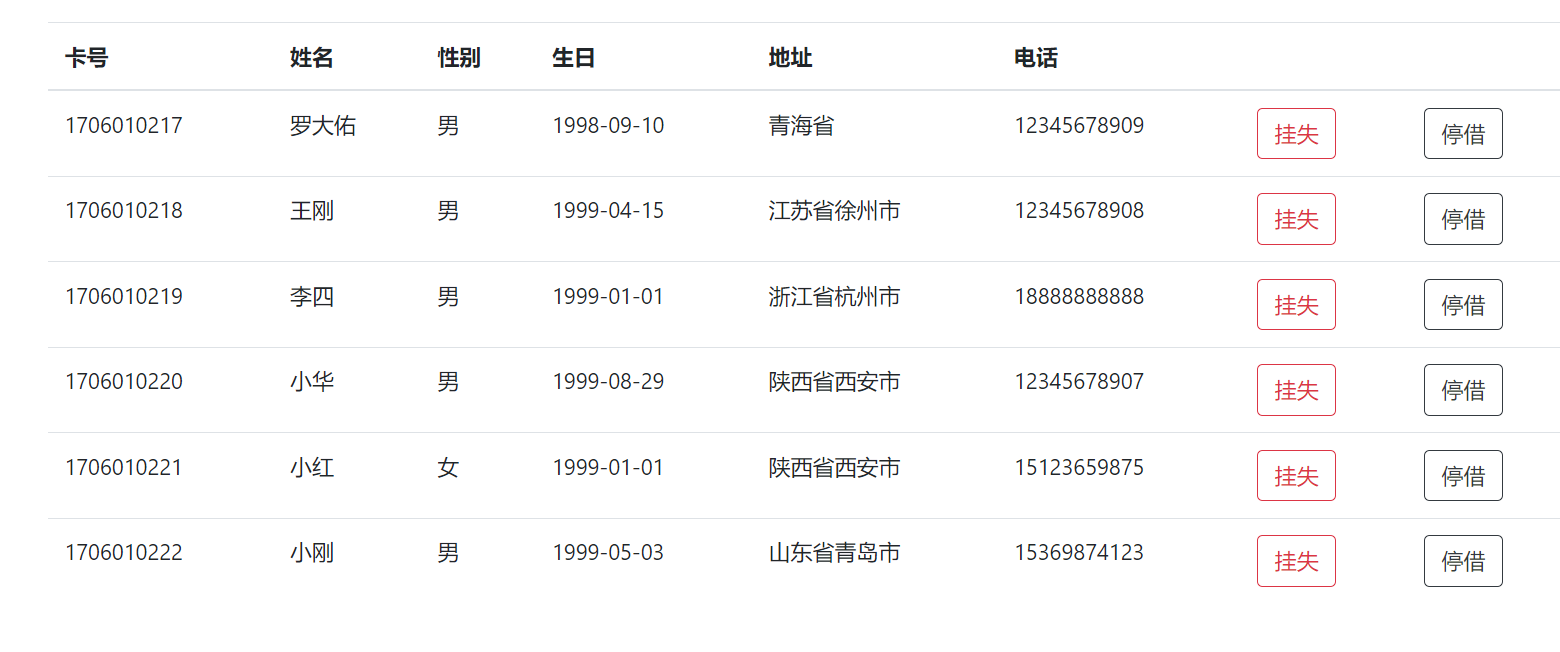 卡号 姓名 性别 生日 地址 电话
1706010217 罗大佑 男 1998-09-10 青海省 12345678909 挂失 停借
1706010218 王刚 男 1999-04-15 江苏省徐州市 12345678908 挂失 停借
1706010219 李四 男 1999-01-01 浙江省杭州市 18888888888 挂失 停借
1706010220 小华 男 1999-08-29 陕西省西安市 12345678907 挂失 停借
1706010221 小红 女 1999-01-01 陕西省西安市 15123659875 挂失 停借
1706010222 小刚 男 1999-05-03 山东省青岛市 15369874123 挂失 停借